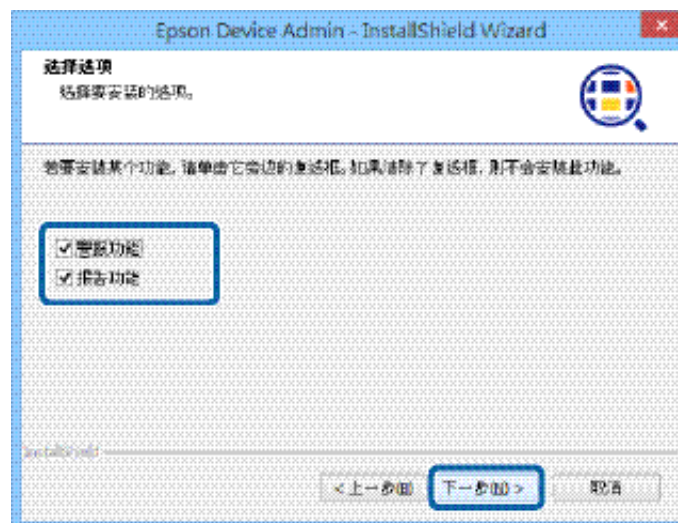 Epson Device Admin - InstallShield Wizard
选择选项
选择要安装的选项。
若要安装某个功能，请单击它旁边的复选框。如果清除了复选框，则不会安装此功能。
警报功能
报告功能
InstallShield
<上一步(B)
下一步(N) >
取消